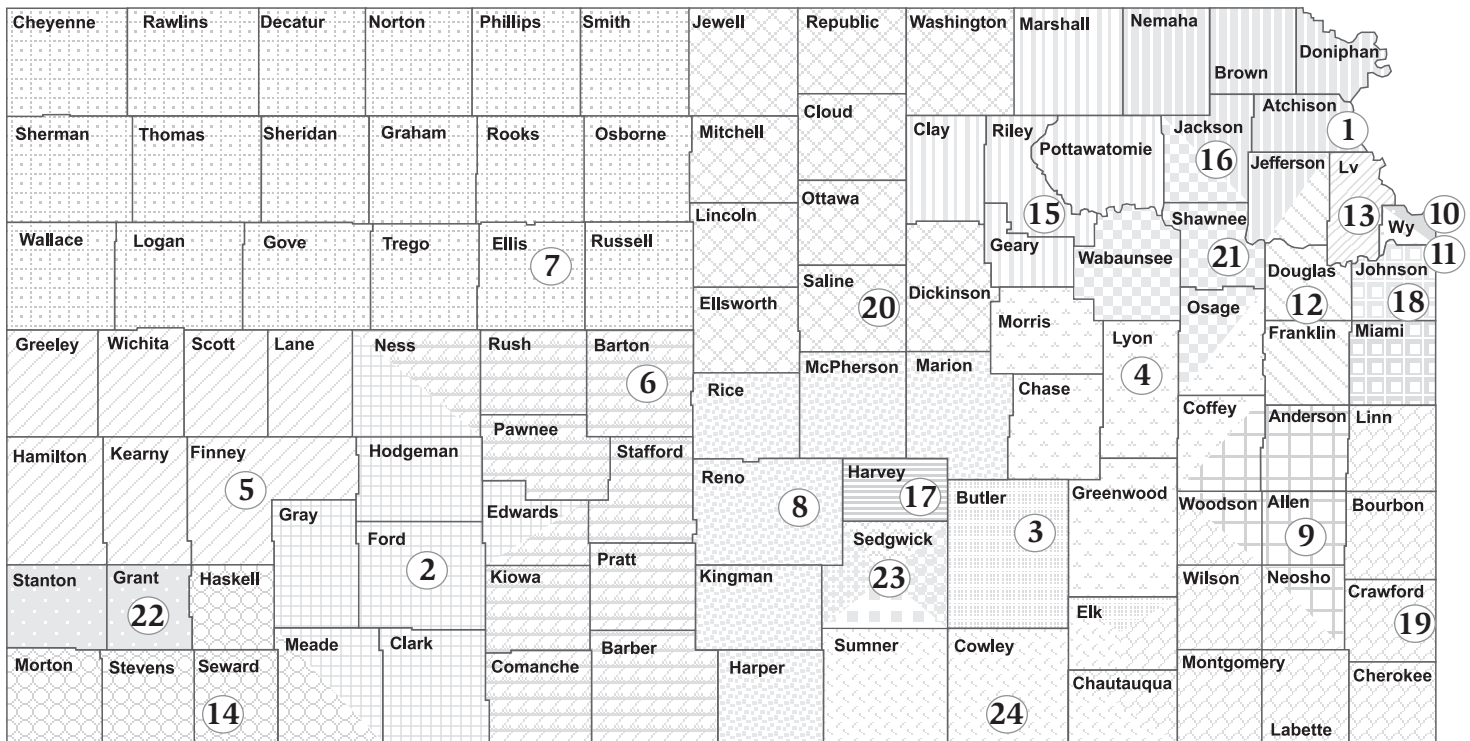 Cheyenne Rawlins Decatur Norton Phillips Smith Jewell Republic Washington Marshall Nemaha Brown Doniphan
Atchison
1
Sherman Thomas Sheridan Graham Rooks Osborne Mitchell Cloud Clay Riley Pottawatomie Jackson Jefferson Lv
16
15
13
10
Wallace Logan Gove Trego Ellis Russell Lincoln Ottawa Geary Wabaunsee Shawnee Wy
7
21
11
Ellsworth Saline Dickinson Morris Osage Douglas Johnson
20
12
18
Greeley Wichita Scott Lane Ness Rush Barton Rice McPherson Marion Chase Lyon Franklin Miami
6
4
Hamilton Kearny Finney Hodgeman Pawnee Stafford Coffey Anderson Linn
5
Gray Ford Edwards Reno Harvey Butler Greenwood Woodson Allen Bourbon
2
8
17
3
9
Stanton Grant Haskell Kiowa Pratt Kingman Sedgwick Elk Wilson Neosho Crawford
22
23
19
Morton Stevens Seward Meade Clark Comanche Barber Harper Sumner Cowley Chautauqua Montgomery Labette Cherokee
14
24